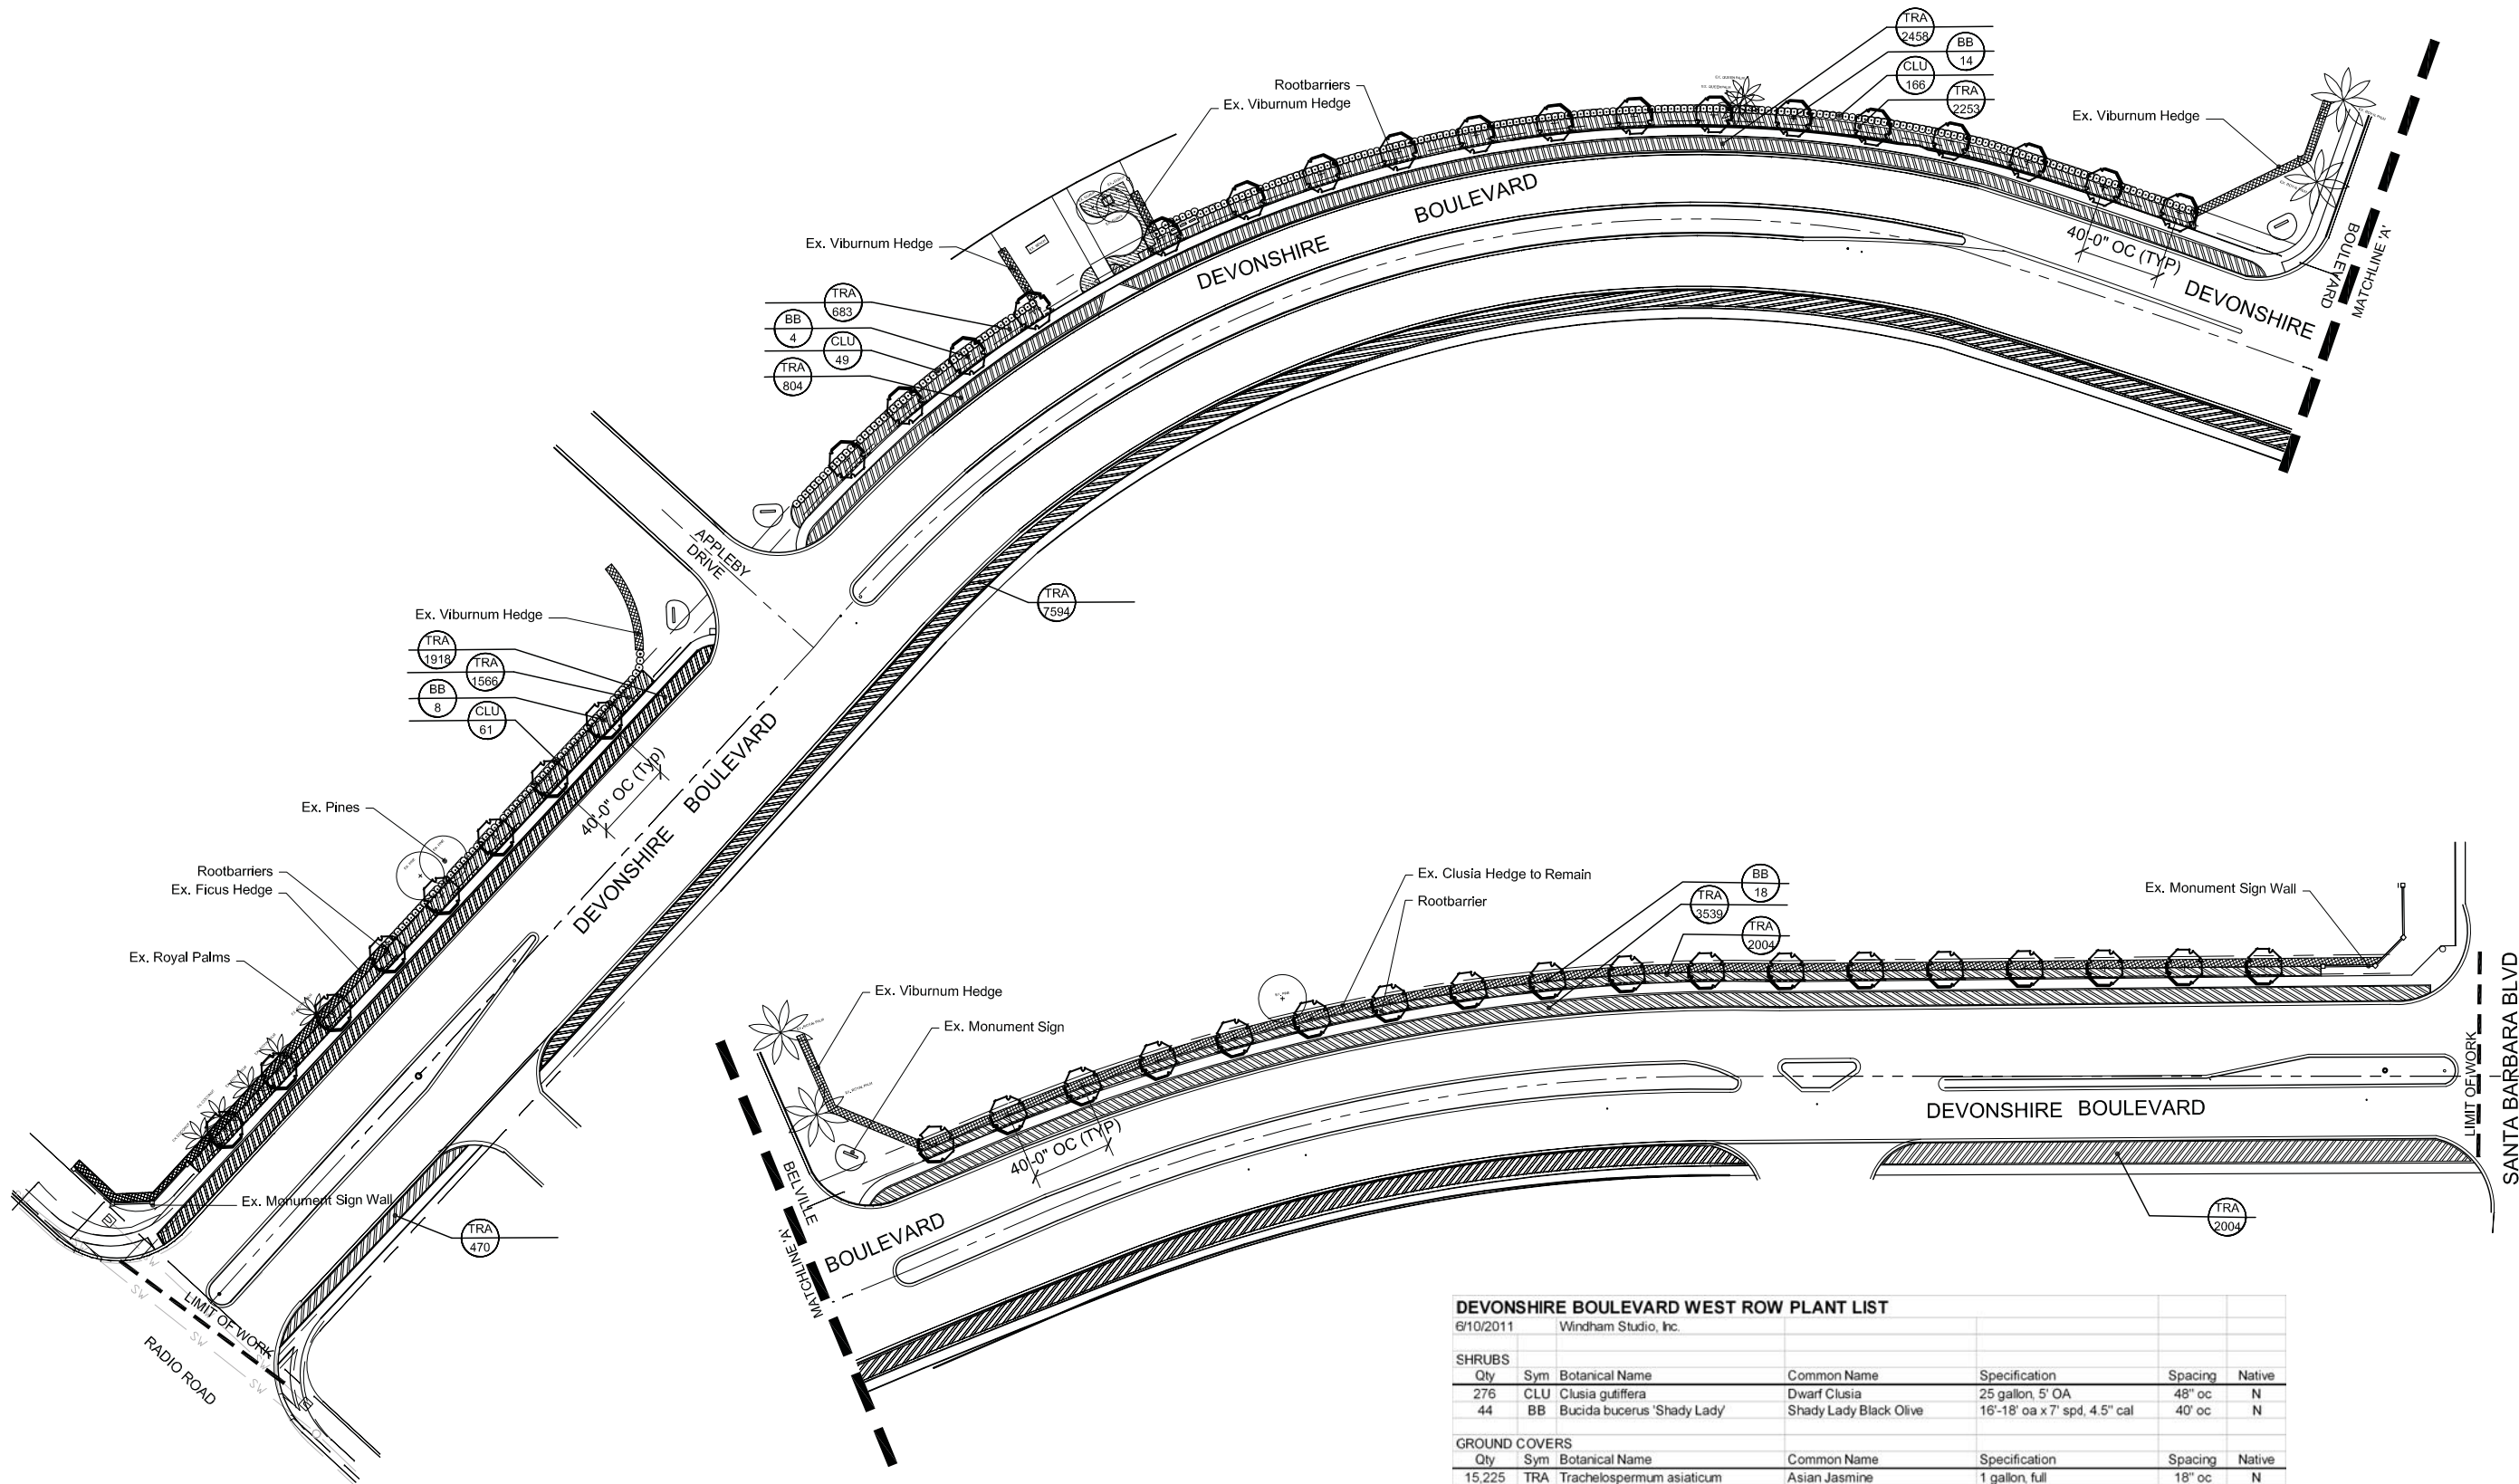 TRA
2458
BB
14
CLU
166
TRA
2253
Rootbarriers
Ex. Viburnum Hedge
Ex. Viburnum Hedge
Ex. Viburnum Hedge
DEVONSHIRE BOULEVARD
40'-0" OC (TYP)
DEVONSHIRE
BOULEVARD
MATCHLINE 'A'
TRA
683
BB
4
CLU
49
TRA
804
APPLEBY
DRIVE
TRA
7594
Ex. Viburnum Hedge
TRA
1918
TRA
1566
BB
8
CLU
61
40'-0" OC (Typ)
DEVONSHIRE BOULEVARD
Ex. Pines
Rootbarriers
Ex. Ficus Hedge
Ex. Royal Palms
Ex. Monument Sign Wall
TRA
470
LIMIT OF WORK
SW
SW
SW
RADIO ROAD
Ex. Clusia Hedge to Remain
Rootbarrier
BB
18
TRA
3539
TRA
2004
Ex. Monument Sign Wall
Ex. Viburnum Hedge
Ex. Monument Sign
40'-0" OC (TYP)
BELVILLE
BOULEVARD
MATCHLINE 'A'
DEVONSHIRE BOULEVARD
LIMIT OF WORK
SANTA BARBARA BLVD
TRA
2004
DEVONSHIRE BOULEVARD WEST ROW PLANT LIST
6/10/2011 Windham Studio, Inc.
SHRUBS
Qty Sym Botanical Name Common Name Specification Spacing Native
276 CLU Clusia gutiffera Dwarf Clusia 25 gallon, 5' OA 48" oc N
44 BB Bucida bucerus 'Shady Lady' Shady Lady Black Olive 16'-18' oa x 7' spd, 4.5" cal 40' oc N
GROUND COVERS
Qty Sym Botanical Name Common Name Specification Spacing Native
15,225 TRA Trachelospermum asiaticum Asian Jasmine 1 gallon, full 18" oc N